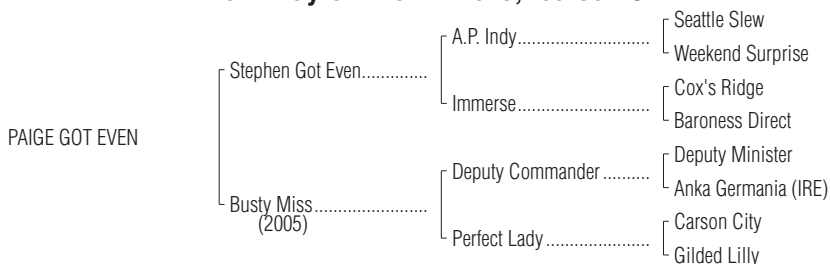 Seattle Slew
A.P. Indy
Weekend Surprise
Stephen Got Even
Cox's Ridge
Immerse
Baroness Direct
PAIGE GOT EVEN
Deputy Minister
Deputy Commander
Anka Germania (IRE)
Busty Miss
(2005)
Carson City
Perfect Lady
Gilded Lilly